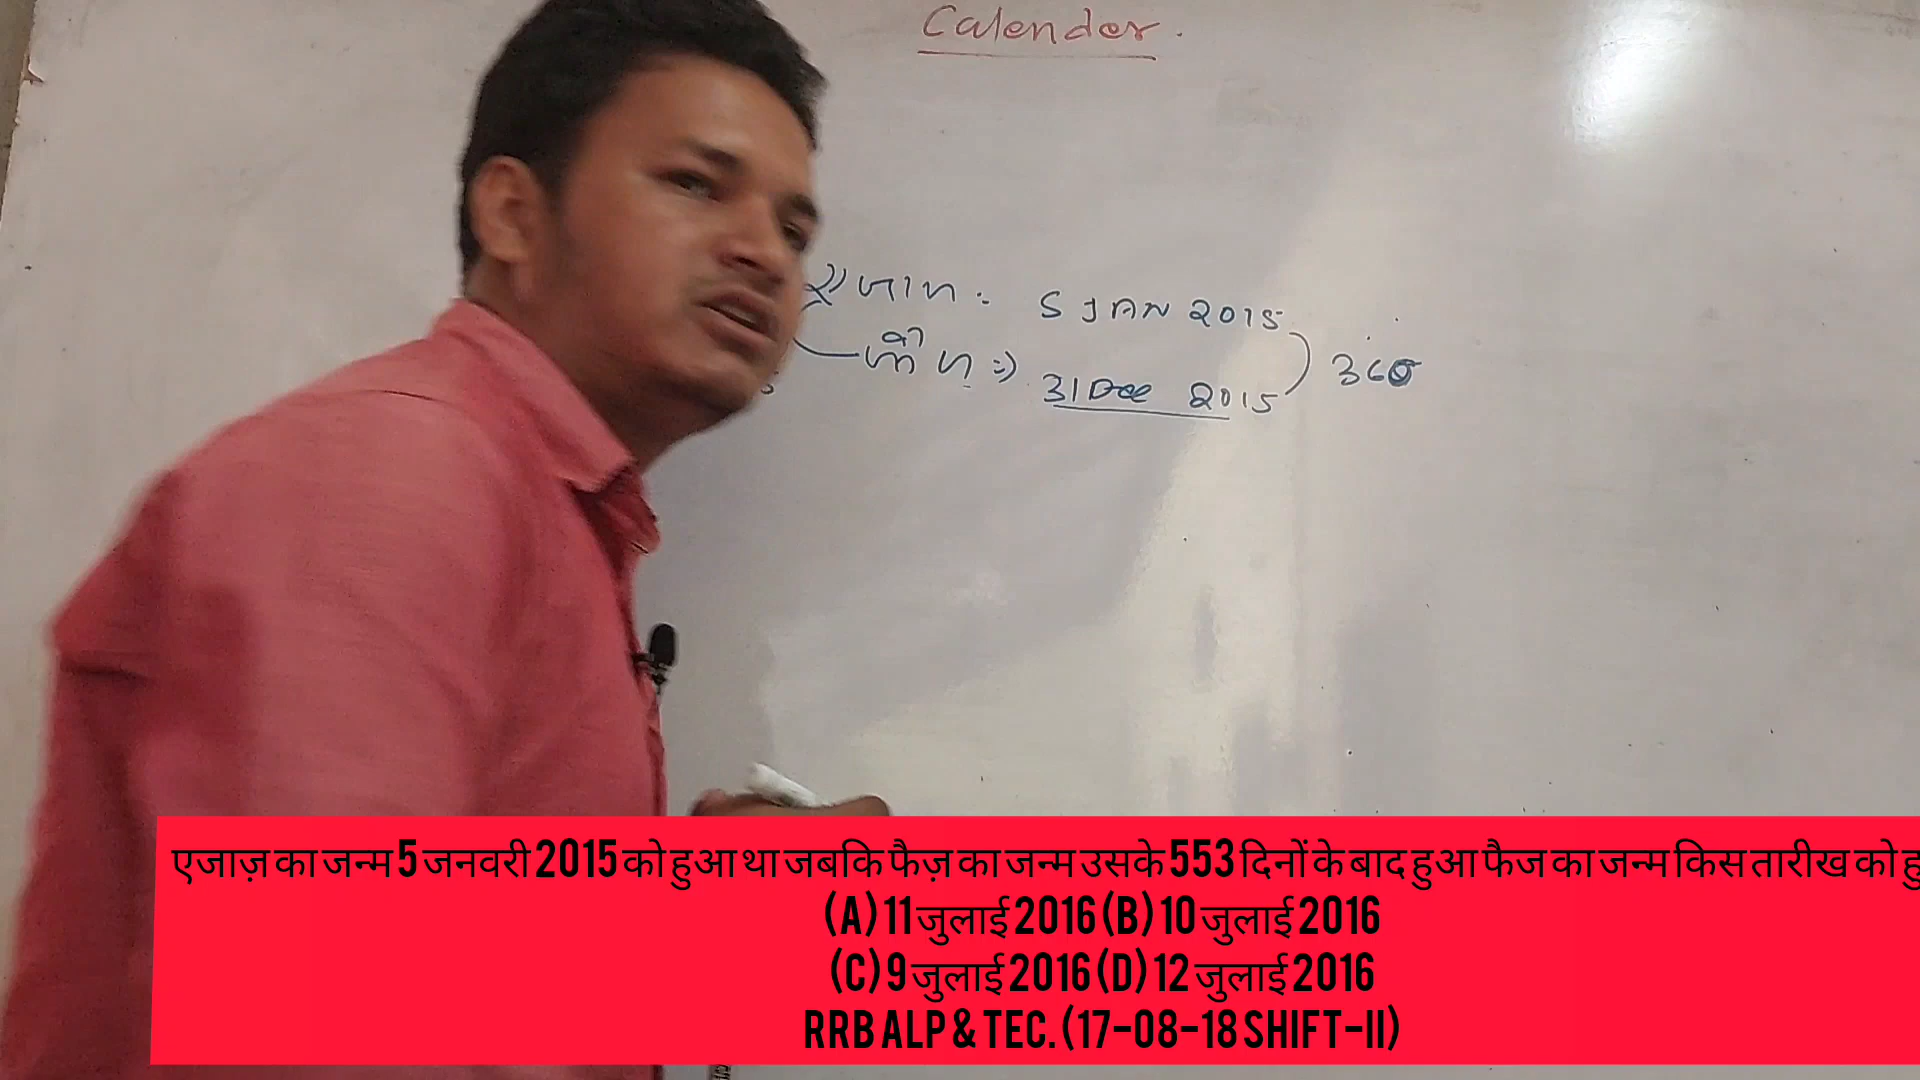 Calender.
एजाज : 5 JAN 2015
31 Dec 2015
360
एजाज़ का जन्म 5 जनवरी 2015 को हुआ था जबकि फैज़ का जन्म उसके 553 दिनों के बाद हुआ फैज का जन्म किस तारीख को हु
(A) 11 जुलाई 2016 (B) 10 जुलाई 2016
(C) 9 जुलाई 2016 (D) 12 जुलाई 2016
RRB ALP & TEC. (17-08-18 SHIFT-II)